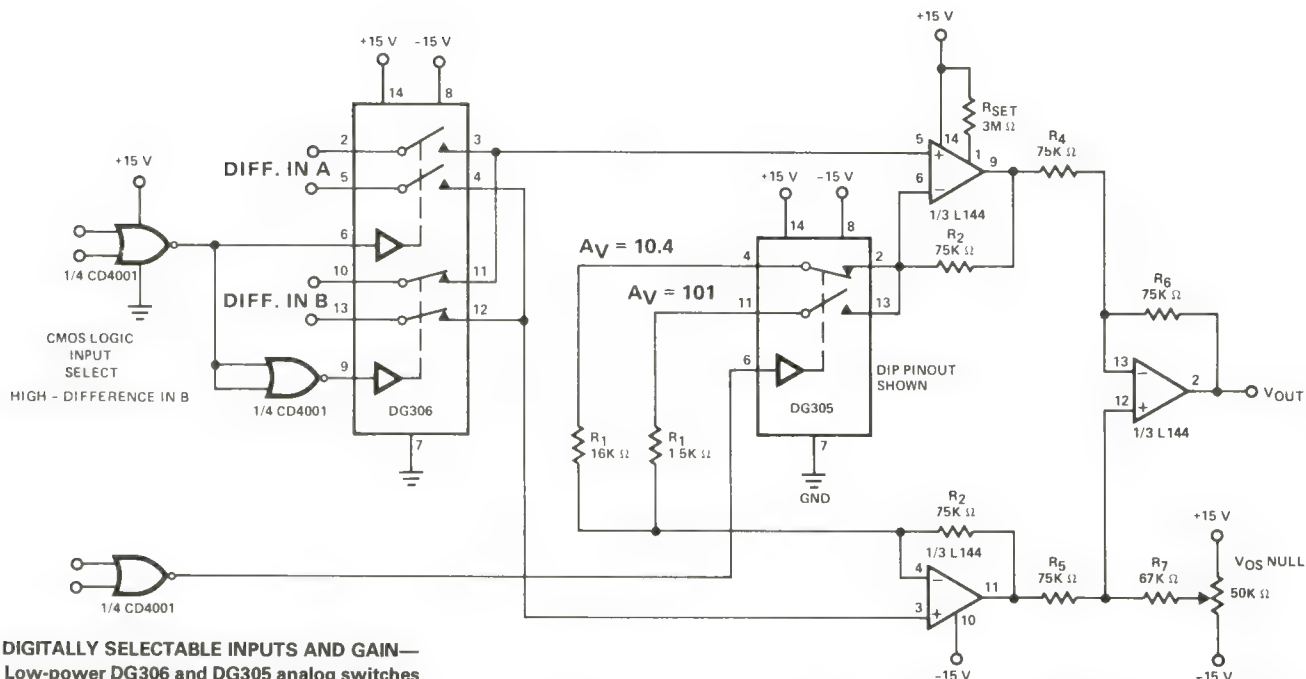 +15 V
+15 V
-15 V
14
8
RSET
3M Ω
R4
75K Ω
2
3
DIFF. IN A
5
4
5
+
14
1
9
6
−
1/3 L144
R2
75K Ω
+15 V
6
+15 V
-15 V
14
8
1/4 CD4001
10
11
DIFF. IN B
13
12
AV = 10.4
4
2
AV = 101
11
13
R6
75K Ω
CMOS LOGIC
INPUT
SELECT
HIGH – DIFFERENCE IN B
9
1/4 CD4001
DG306
7
6
DIP PINOUT
SHOWN
DG305
7
GND
13
−
12
+
2
VOUT
1/3 L144
R1
16K Ω
R1
1 5K Ω
R2
75K Ω
1/3 L144
4
−
3
+
11
10
-15 V
R5
75K Ω
R7
67K Ω
+15 V
VOS NULL
50K Ω
-15 V
1/4 CD4001
DIGITALLY SELECTABLE INPUTS AND GAIN—
Low-power DG306 and DG305 analog switches